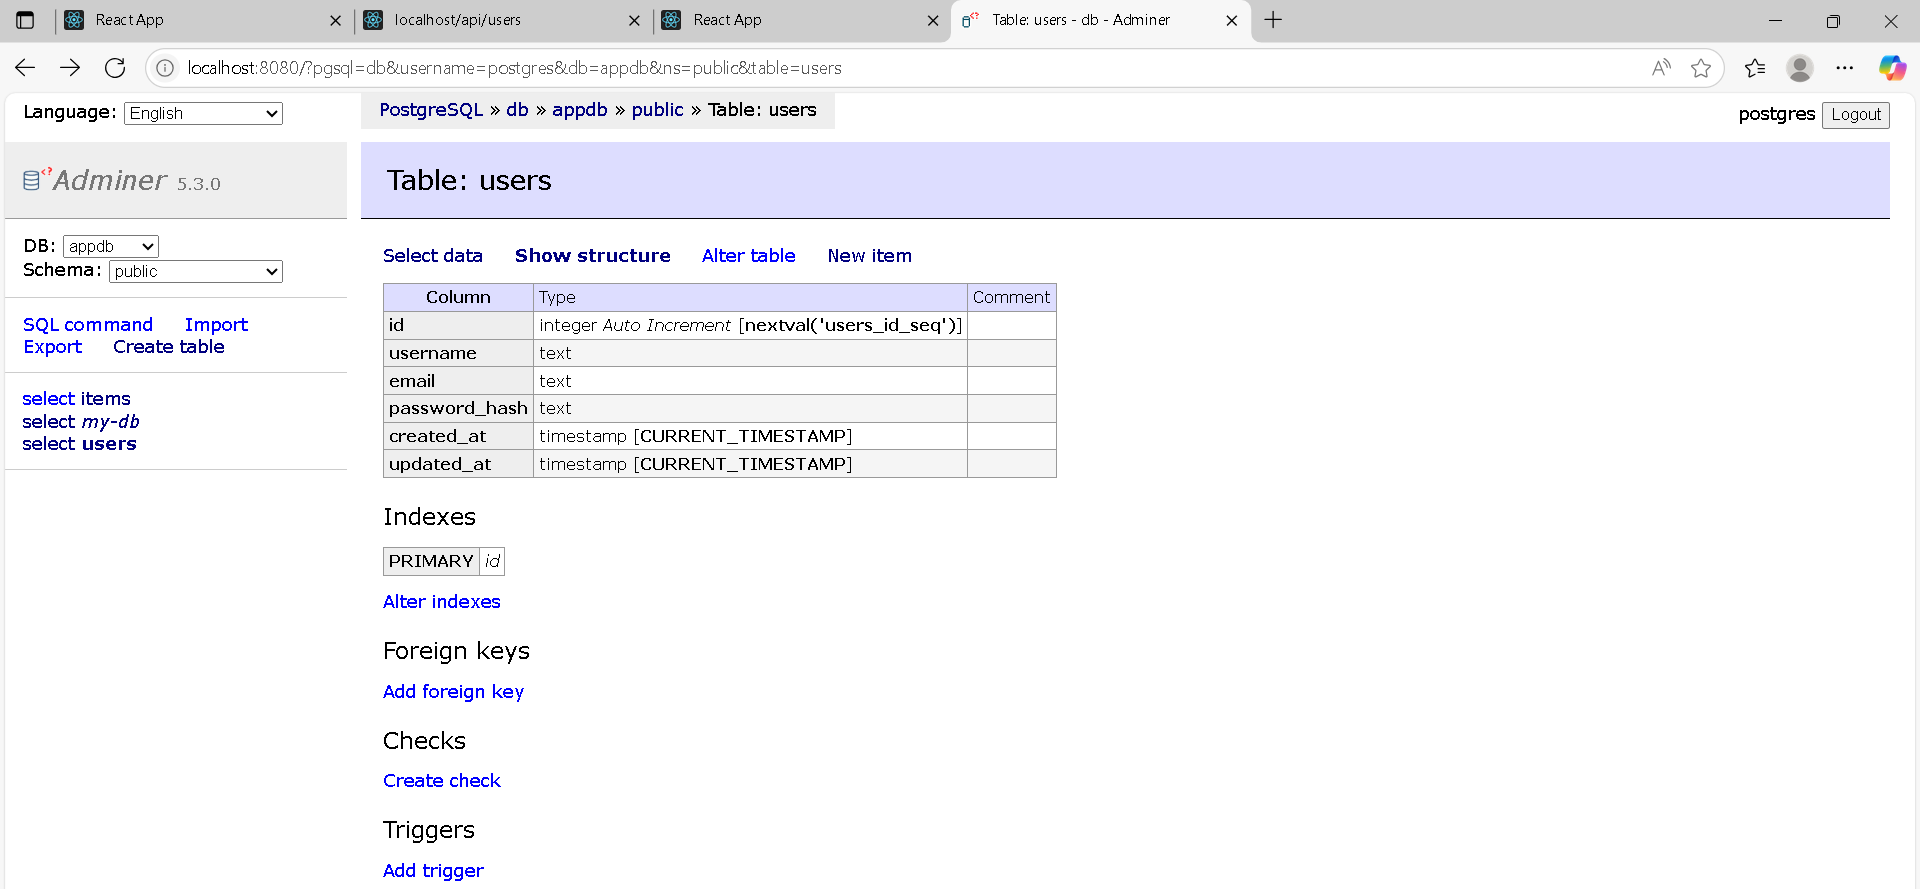 React App
localhost/api/users
React App
Table: users - db - Adminer
localhost:8080/?pgsql=db&username=postgres&db=appdb&ns=public&table=users
Language: English
PostgreSQL » db » appdb » public » Table: users
postgres Logout
Adminer 5.3.0
Table: users
DB: appdb
Schema: public
SQL command Import
Export Create table
select items
select my-db
select users
Select data Show structure Alter table New item
Column Type Comment
id integer Auto Increment [nextval('users_id_seq')]
username text
email text
password_hash text
created_at timestamp [CURRENT_TIMESTAMP]
updated_at timestamp [CURRENT_TIMESTAMP]
Indexes
PRIMARY id
Alter indexes
Foreign keys
Add foreign key
Checks
Create check
Triggers
Add trigger